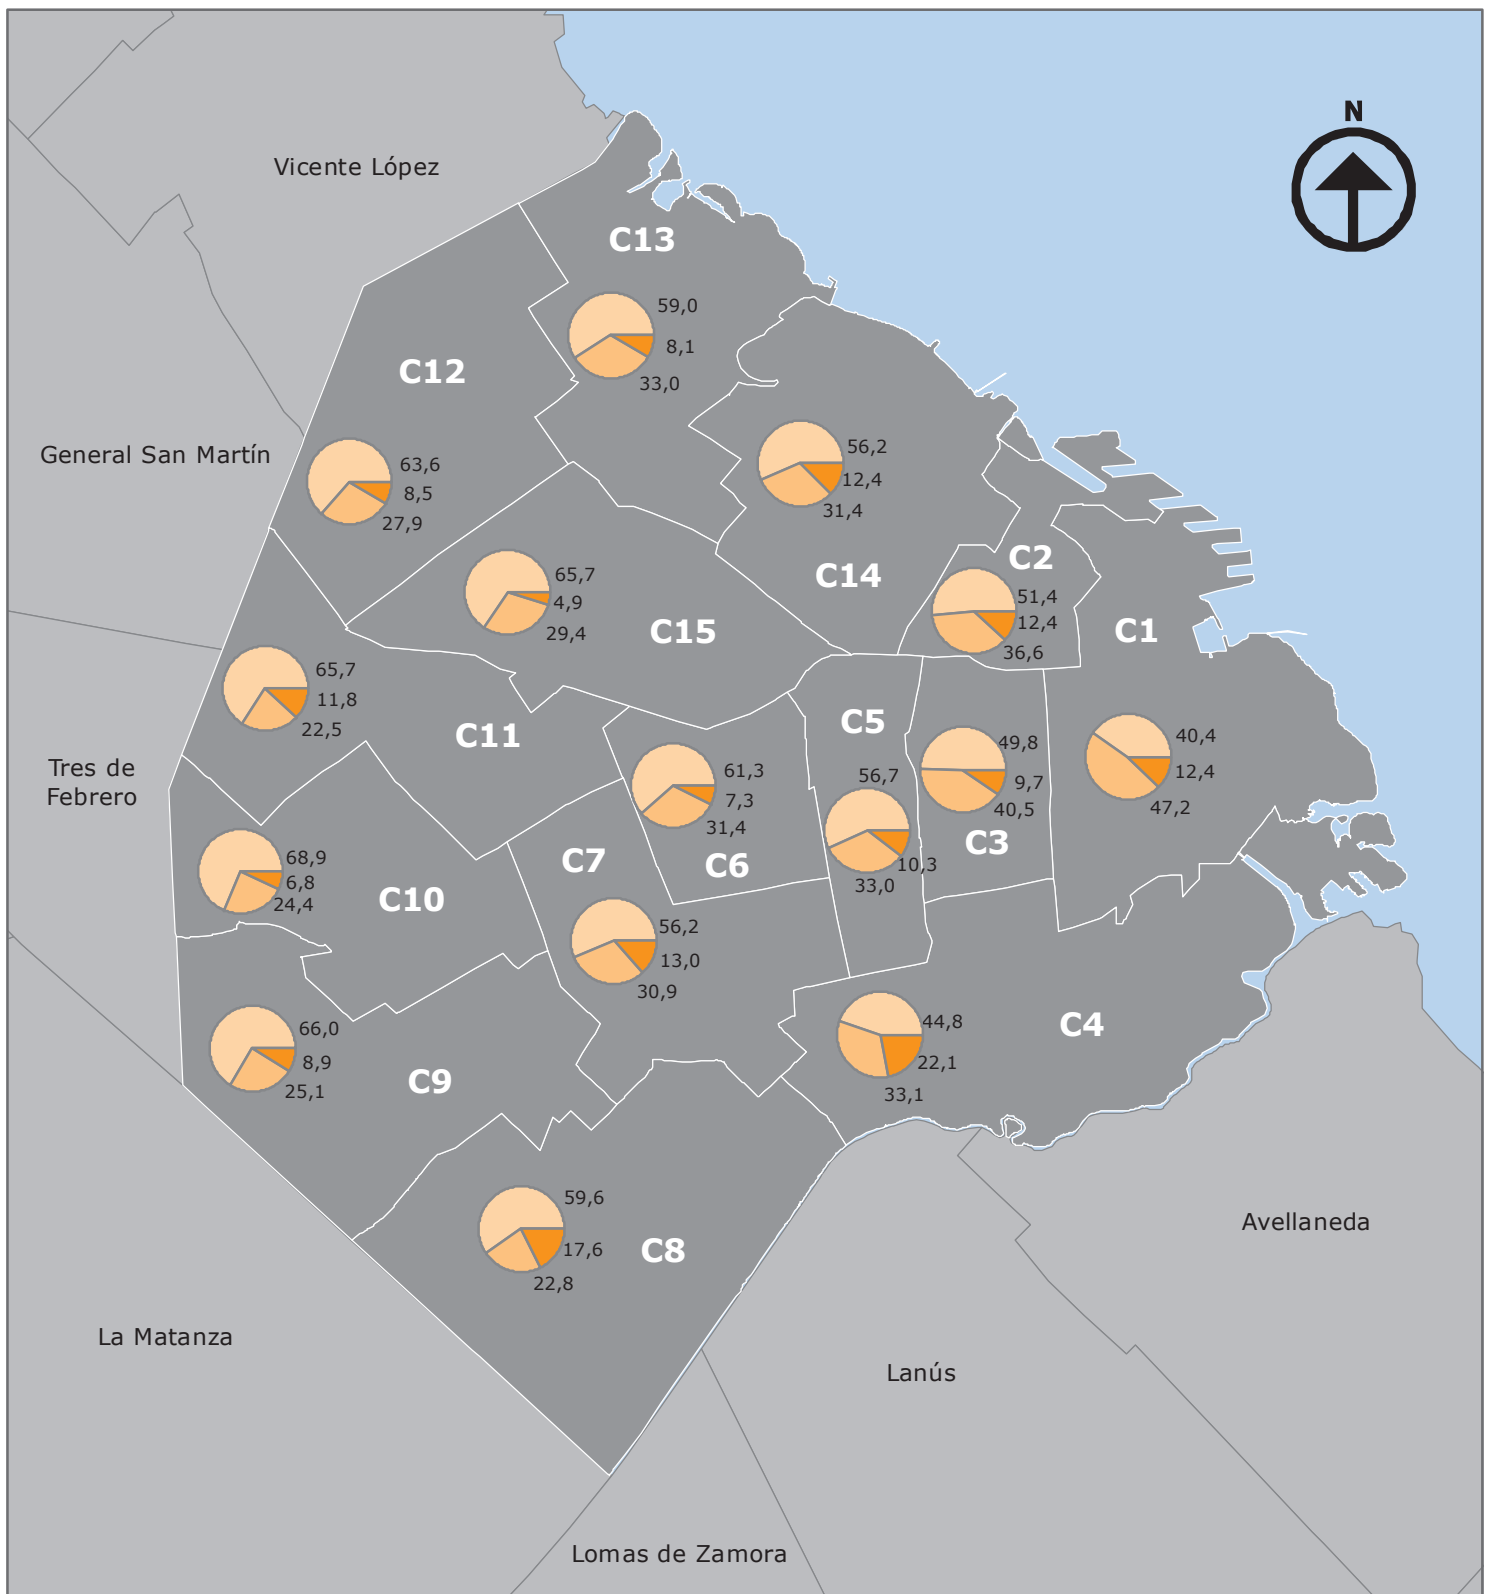 N
Vicente López
C13
59,0
8,1
33,0
C12
General San Martín
63,6
8,5
27,9
56,2
12,4
31,4
C14
C2
51,4
12,4
36,6
65,7
4,9
29,4
C15
C1
65,7
11,8
22,5
C11
C5
56,7
10,3
33,0
49,8
9,7
40,5
C3
40,4
12,4
47,2
Tres de
Febrero
61,3
7,3
31,4
C6
C7
56,2
13,0
30,9
68,9
6,8
24,4
C10
66,0
8,9
25,1
C9
44,8
22,1
33,1
C4
59,6
17,6
22,8
C8
Avellaneda
La Matanza
Lanús
Lomas de Zamora